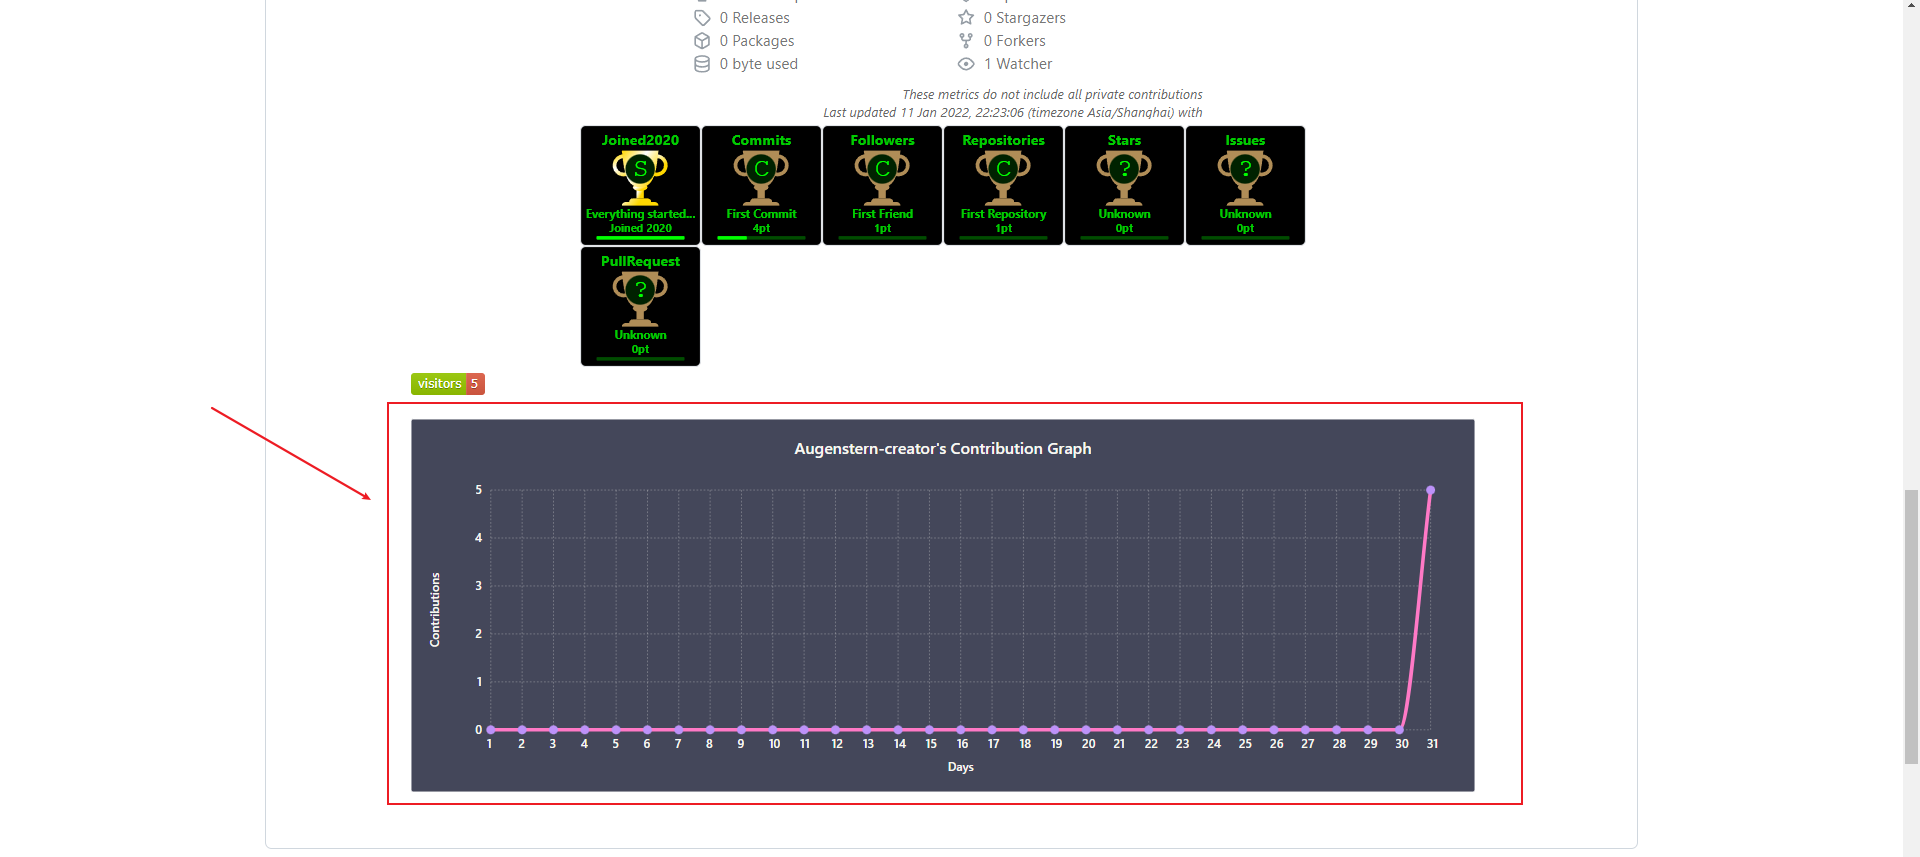 0 Releases
0 Stargazers
0 Packages
0 Forkers
0 byte used
1 Watcher
These metrics do not include all private contributions
Last updated 11 Jan 2022, 22:23:06 (timezone Asia/Shanghai) with
Joined2020
S
Everything started...
Joined 2020
Commits
C
First Commit
4pt
Followers
C
First Friend
1pt
Repositories
C
First Repository
1pt
Stars
?
Unknown
0pt
Issues
?
Unknown
0pt
PullRequest
?
Unknown
0pt
visitors 5
Augenstern-creator's Contribution Graph
Contributions
5
4
3
2
1
0
1 2 3 4 5 6 7 8 9 10 11 12 13 14 15 16 17 18 19 20 21 22 23 24 25 26 27 28 29 30 31
Days